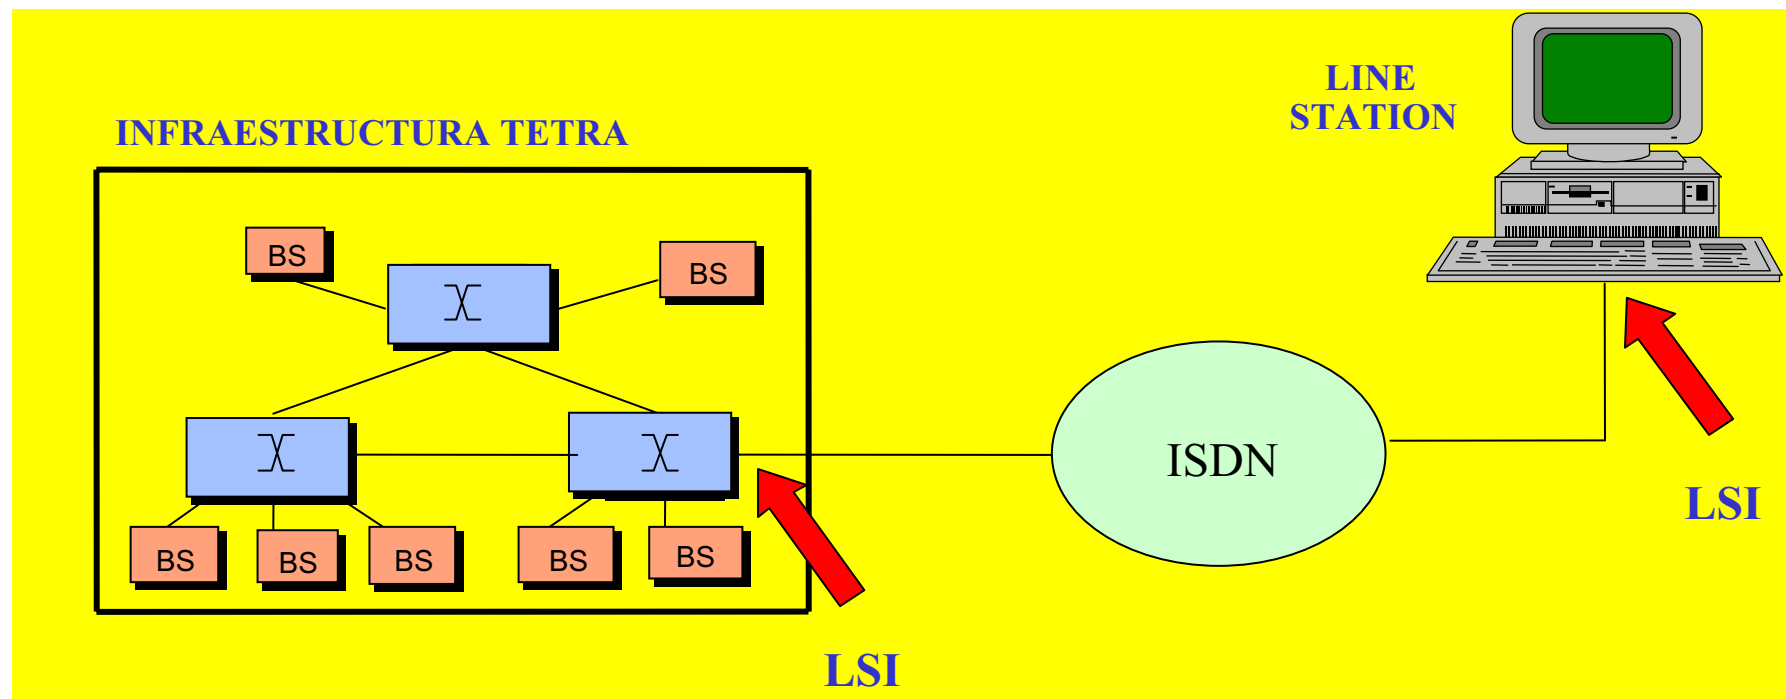 LINE
STATION
INFRAESTRUCTURA TETRA
BS
BS
ISDN
LSI
BS
BS
BS
BS
BS
LSI